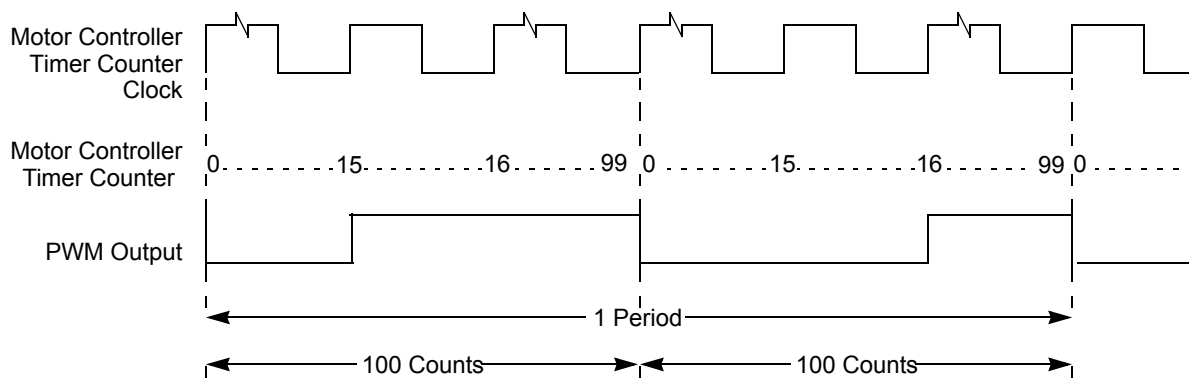 Motor Controller
Timer Counter
Clock
Motor Controller
Timer Counter
0 15 16 99 0 15 16 99 0
PWM Output
1 Period
100 Counts 100 Counts